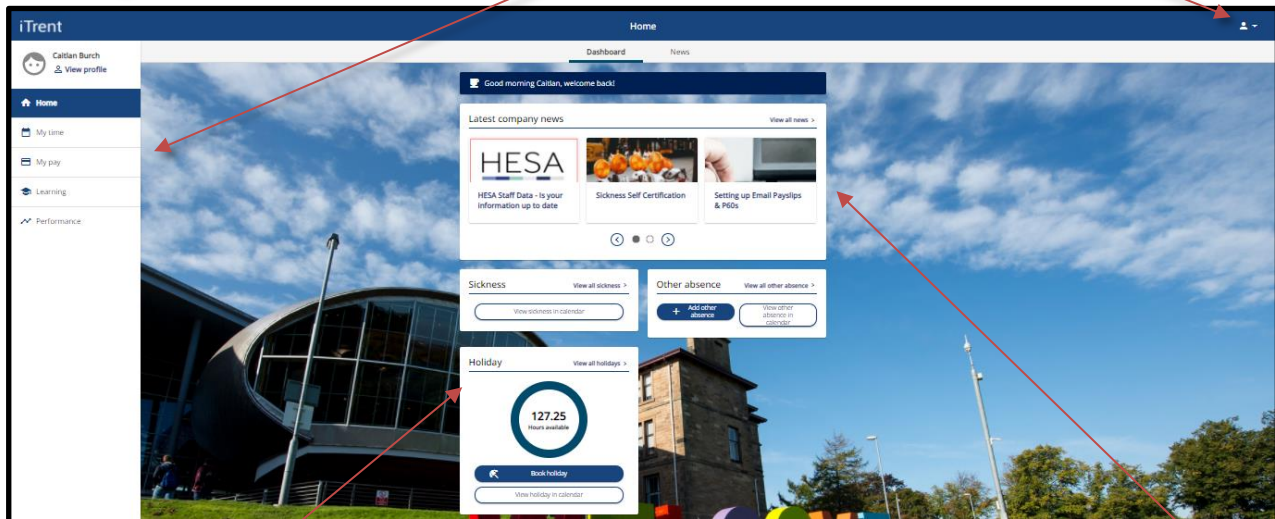 iTrent
Home
Caitlan Burch
View profile
Home
My time
My pay
Learning
Performance
Dashboard
News
Good morning Caitlan, welcome back!
Latest company news
View all news >
HESA
HESA Staff Data - Is your
information up to date
Sickness Self Certification
Setting up Email Payslips
& P60s
Sickness
View all sickness >
View sickness in calendar
Other absence
View all other absence >
+ Add other
absence
View other
absence in
calendar
Holiday
View all holidays >
127.25
Hours available
Book holiday
View holiday in calendar